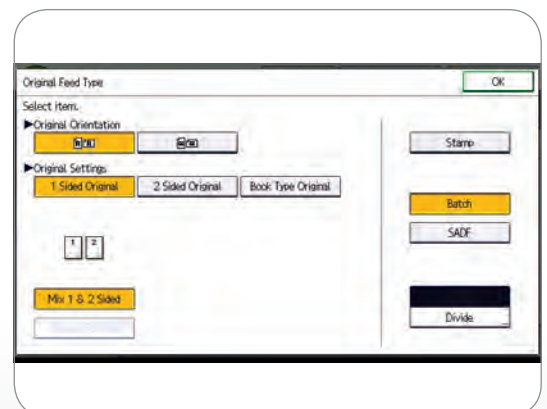 Original Feed Type
OK
Select item.
►Original Orientation
Stamp
►Original Settings
1 Sided Original 2 Sided Original Book Type Original
Batch
SADF
1 2
Mix 1 & 2 Sided
Divide